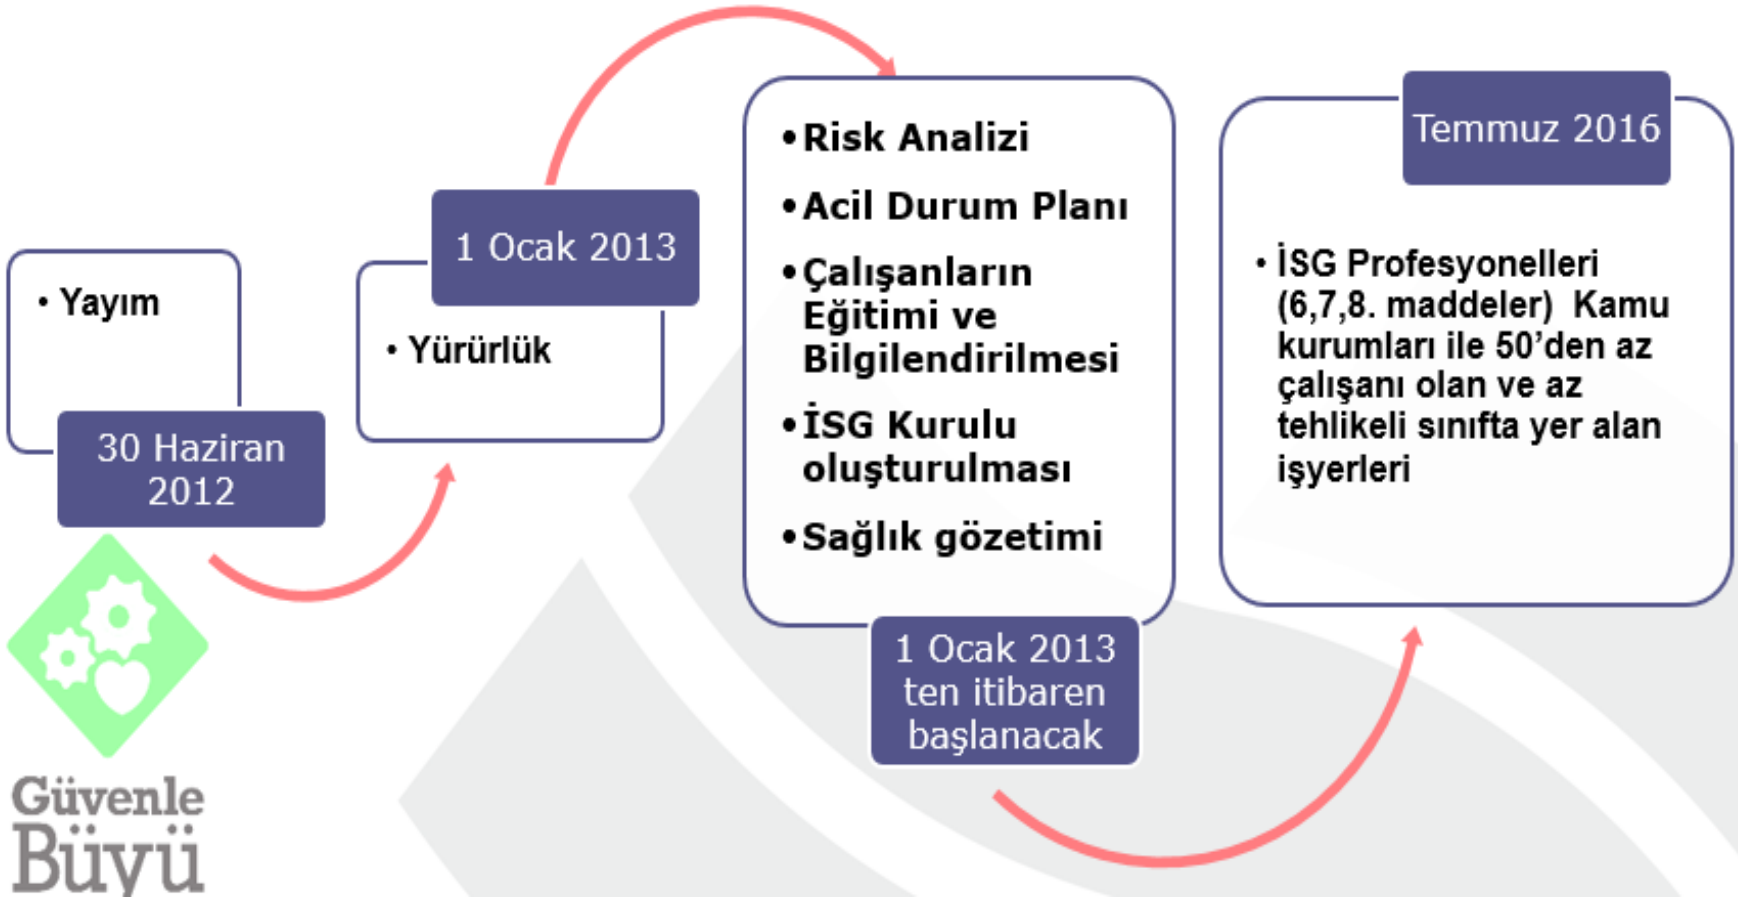 • Yayım
30 Haziran
2012
1 Ocak 2013
• Yürürlük
• Risk Analizi
• Acil Durum Planı
• Çalışanların
Eğitimi ve
Bilgilendirilmesi
• İSG Kurulu
oluşturulması
• Sağlık gözetimi
1 Ocak 2013
ten itibaren
başlanacak
Temmuz 2016
• İSG Profesyonelleri
(6,7,8. maddeler) Kamu
kurumları ile 50’den az
çalışanı olan ve az
tehlikeli sınıfta yer alan
işyerleri
Güvenle
Büyü